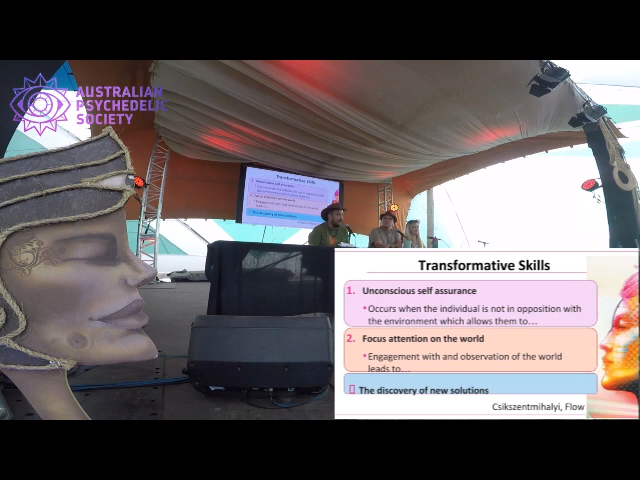 AUSTRALIAN
PSYCHEDELIC
SOCIETY
Transformative Skills
Transformative Skills
1. Unconscious self assurance
•Occurs when the individual is not in opposition with
the environment which allows them to…
2. Focus attention on the world
•Engagement with and observation of the world
leads to…
The discovery of new solutions
Csikszentmihalyi, Flow